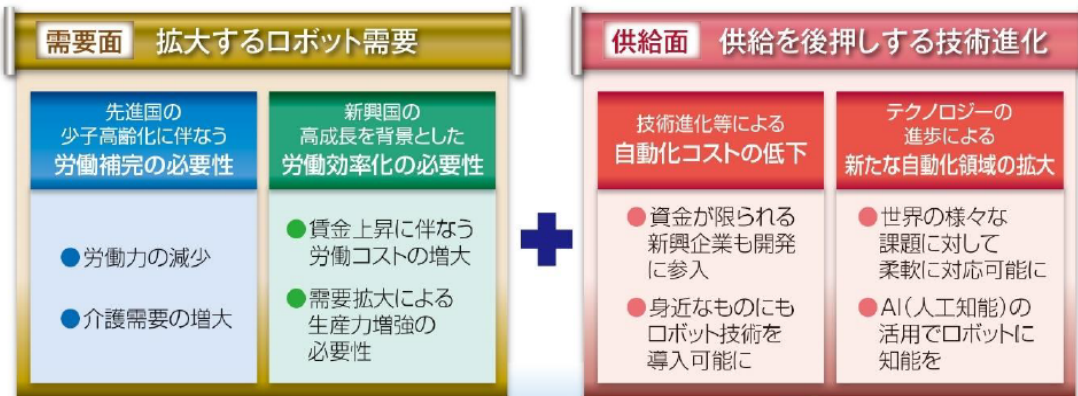 需要面 拡大するロボット需要
先進国の
少子高齢化に伴なう
労働補完の必要性
●労働力の減少
●介護需要の増大
新興国の
高成長を背景とした
労働効率化の必要性
●賃金上昇に伴なう
労働コストの増大
●需要拡大による
生産力増強の
必要性
供給面 供給を後押しする技術進化
技術進化等による
自動化コストの低下
●資金が限られる
新興企業も開発
に参入
●身近なものにも
ロボット技術を
導入可能に
テクノロジーの
進歩による
新たな自動化領域の拡大
●世界の様々な
課題に対して
柔軟に対応可能に
●AI(人工知能)の
活用でロボットに
知能を